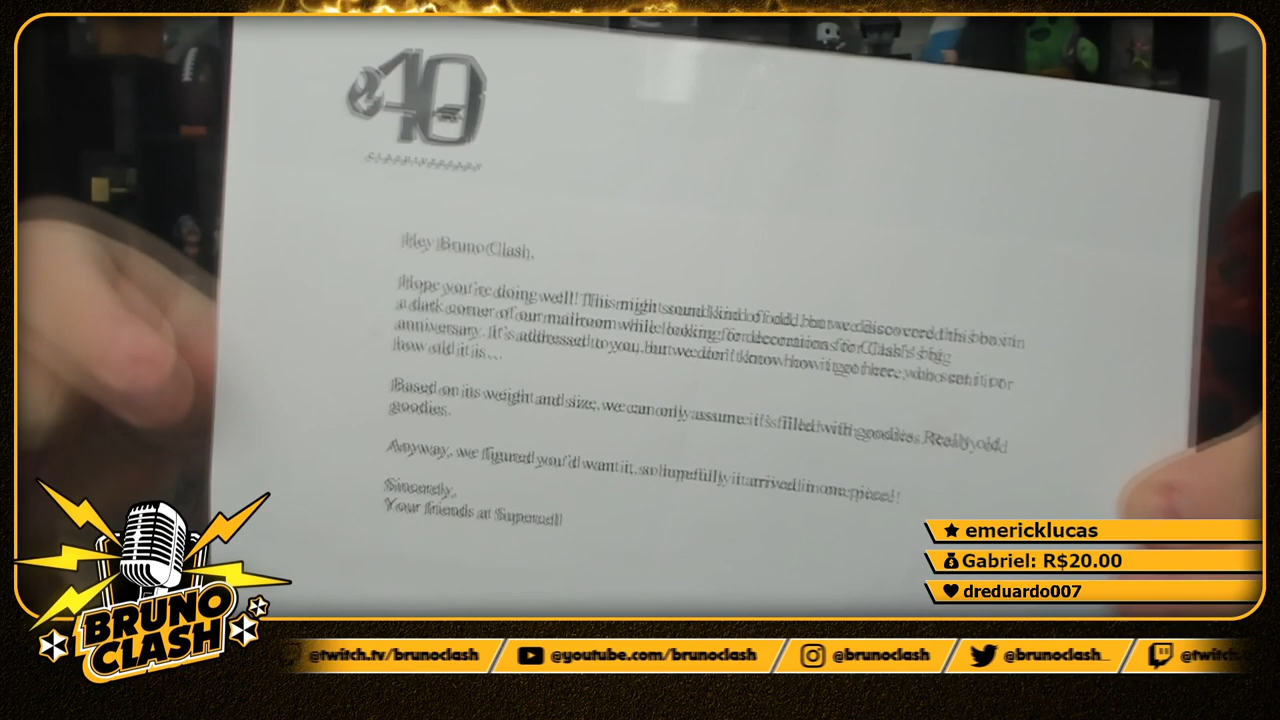 40
CLASHIVERSARY
Hey Bruno Clash,
Hope you're doing well! This might sound kind of odd, but we discovered this box in
a dark corner of our mailroom while looking for decorations for Clash's big
anniversary. It's addressed to you, but we don't know how it got here, who sent it or
how old it is...
Based on its weight and size, we can only assume it's filled with goodies. Really old
goodies.
Anyway, we figured you'd want it, so hopefully it arrived in one piece!
Sincerely,
Your friends at Supercell
emericklucas
Gabriel: R$20.00
dreduardo007
BRUNO
CLASH
@twitch.tv/brunoclash
@youtube.com/brunoclash
@brunoclash
@brunoclash_
@twitch